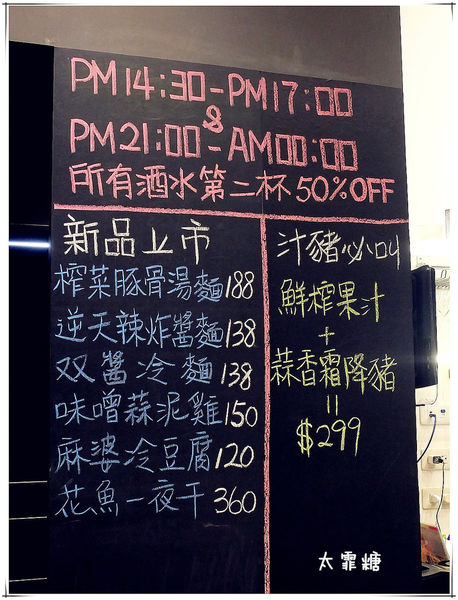 PM14:30-PM17:00
&
PM21:00-AM00:00
所有酒水第二杯50%OFF
新品上市
榨菜豚骨湯麵188
逆天辣炸醬麵138
双醬冷麵138
味噌蒜泥雞150
麻婆冷豆腐120
花魚一夜干360
汁豬必叫
鮮榨果汁
+
蒜香霜降豬
=
$299
太霏糖